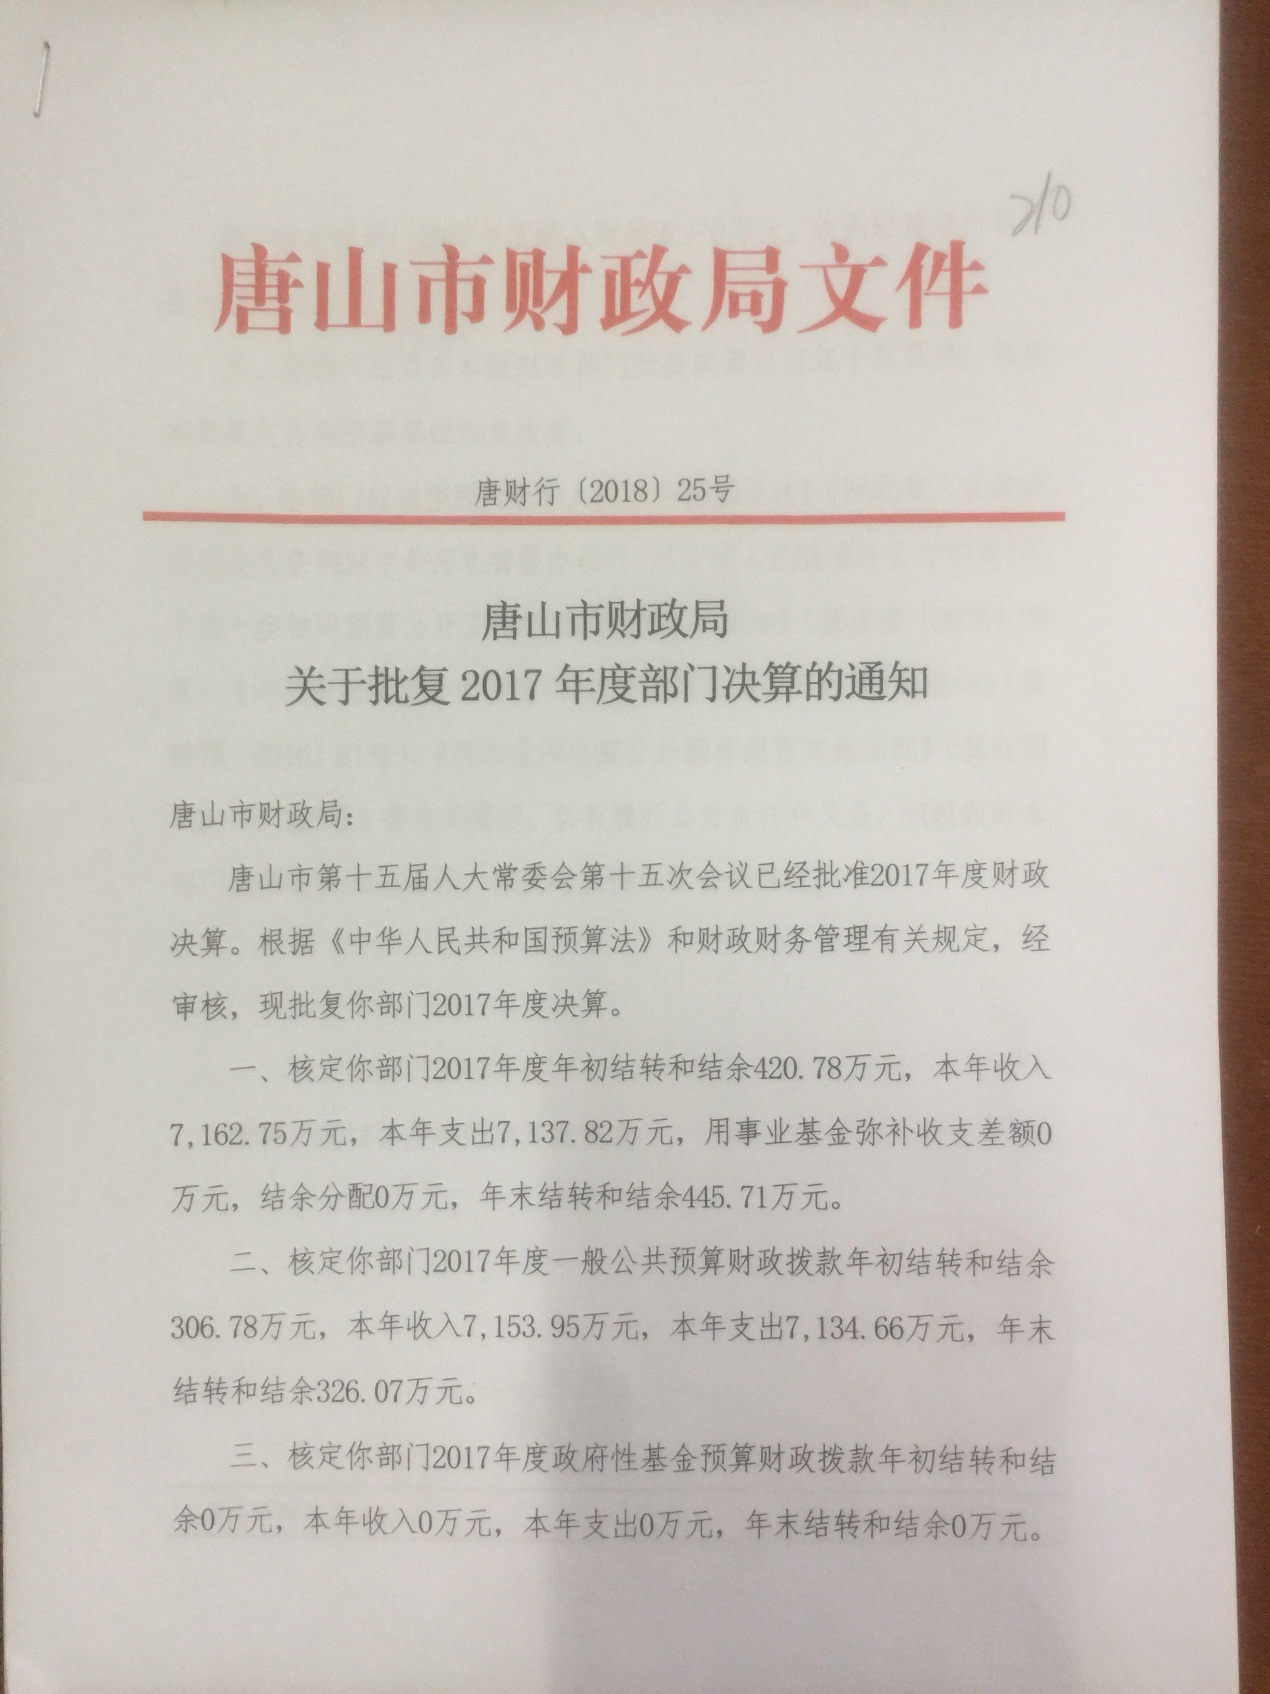 210
唐山市财政局文件
唐财行〔2018〕25号
唐山市财政局
关于批复 2017 年度部门决算的通知
唐山市财政局：
唐山市第十五届人大常委会第十五次会议已经批准2017年度财政
决算。根据《中华人民共和国预算法》和财政财务管理有关规定，经
审核，现批复你部门2017年度决算。
一、核定你部门2017年度年初结转和结余420.78万元，本年收入
7,162.75万元，本年支出7,137.82万元，用事业基金弥补收支差额0
万元，结余分配0万元，年末结转和结余445.71万元。
二、核定你部门2017年度一般公共预算财政拨款年初结转和结余
306.78万元，本年收入7,153.95万元，本年支出7,134.66万元，年末
结转和结余326.07万元。
三、核定你部门2017年度政府性基金预算财政拨款年初结转和结
余0万元，本年收入0万元，本年支出0万元，年末结转和结余0万元。